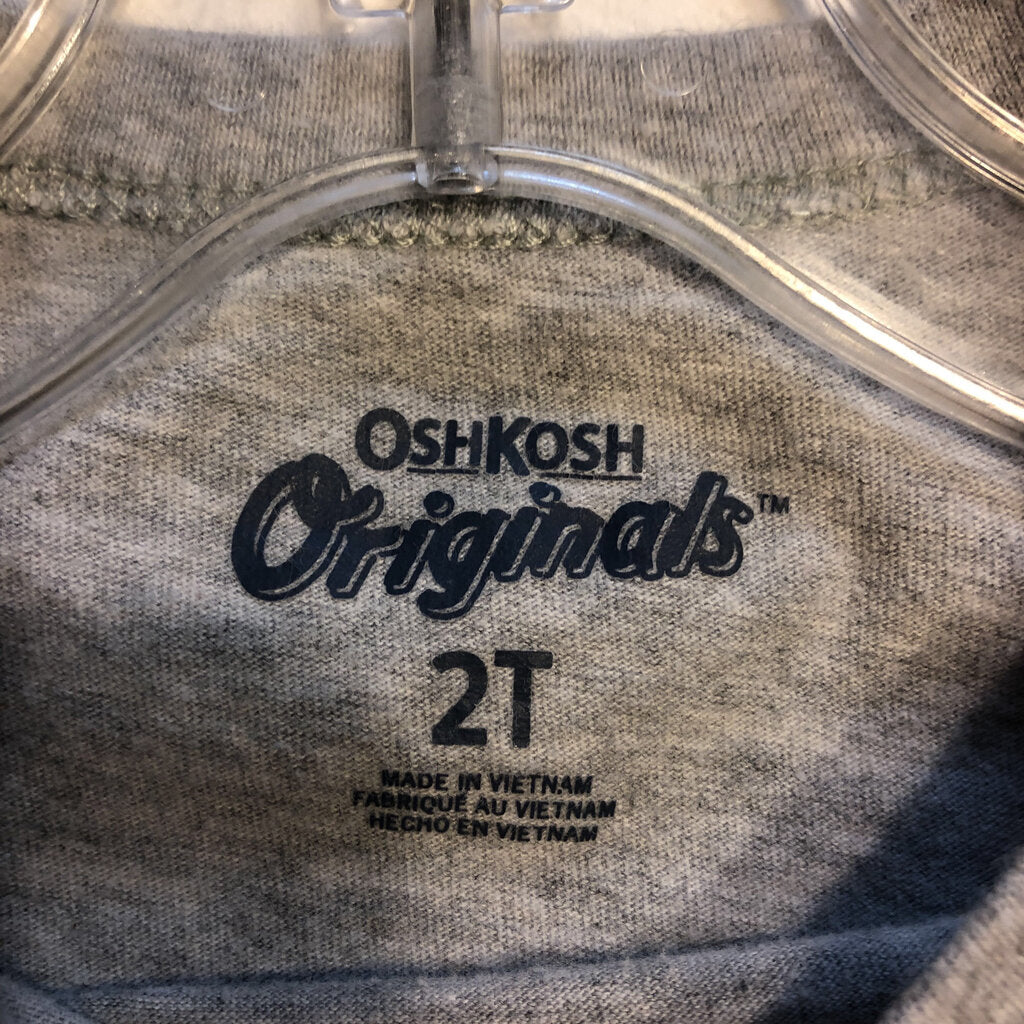 OSHKOSH
Originals™
2T
MADE IN VIETNAM
FABRIQUÉ AU VIETNAM
HECHO EN VIETNAM